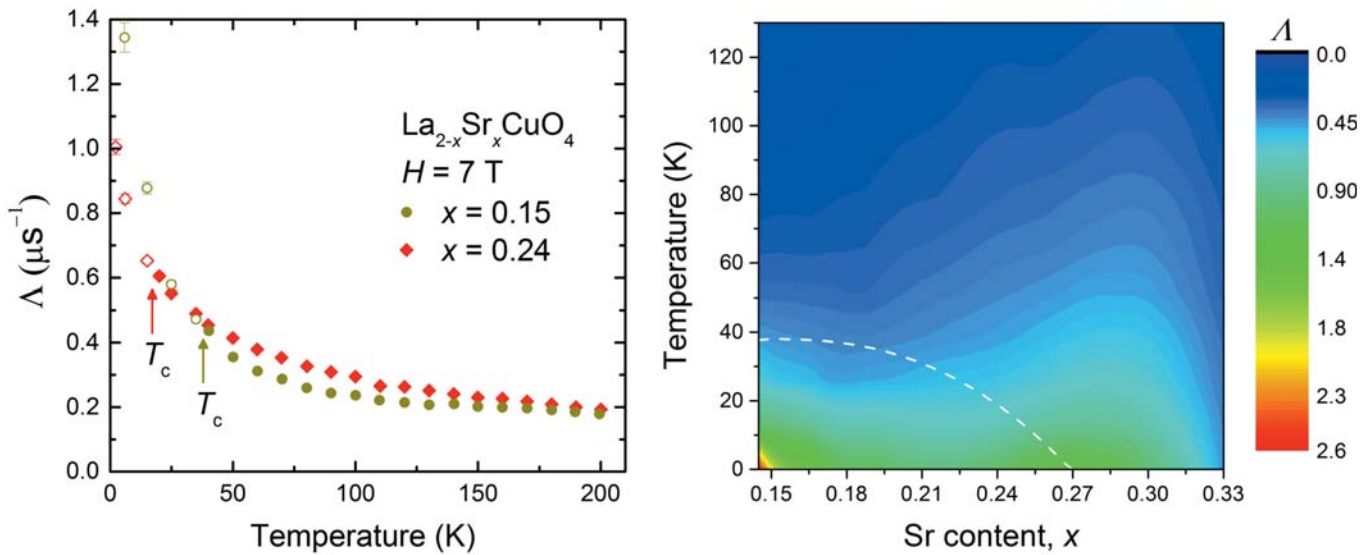 1.4
1.2
1.0
0.8
0.6
0.4
0.2
0.0
Λ (μs⁻¹)
La₂₋ₓSrₓCuO₄
H = 7 T
x = 0.15
x = 0.24
T_c
T_c
0 50 100 150 200
Temperature (K)
120
100
80
60
40
20
0
Temperature (K)
0.15 0.18 0.21 0.24 0.27 0.30 0.33
Sr content, x
Λ
0.0
0.45
0.90
1.4
1.8
2.3
2.6